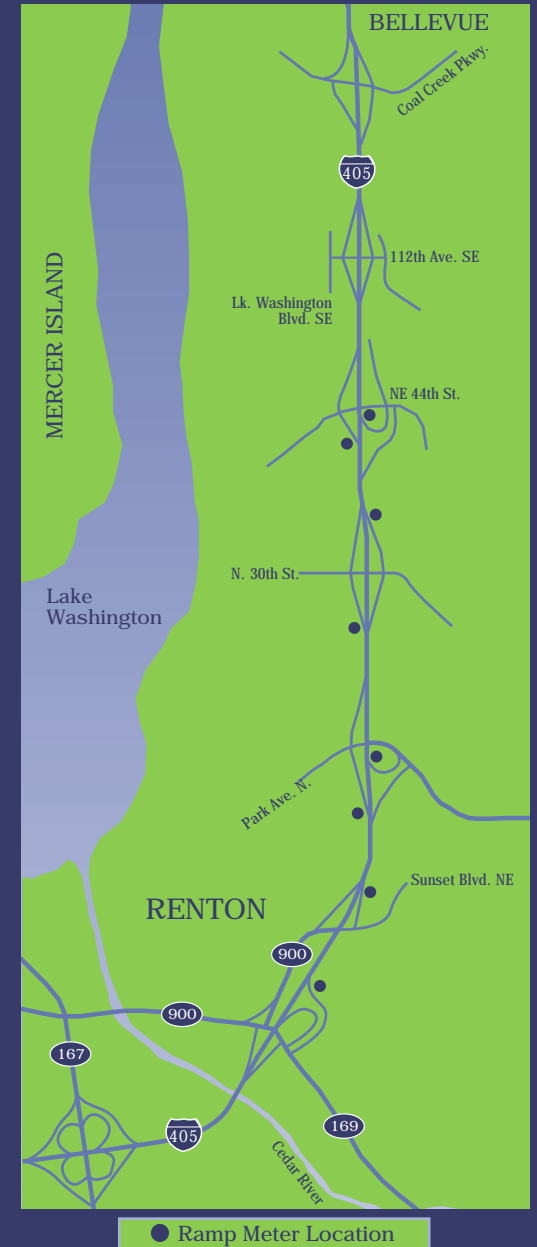 BELLEVUE
Coal Creek Pkwy.
405
112th Ave. SE
MERCER ISLAND
Lk. Washington
Blvd. SE
NE 44th St.
N. 30th St.
Lake
Washington
Park Ave. N.
Sunset Blvd. NE
RENTON
900
900
167
405
169
Cedar River
Ramp Meter Location